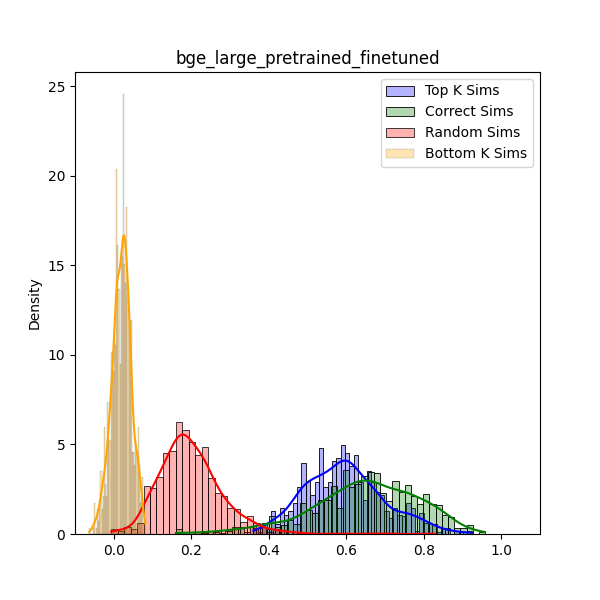 bge_large_pretrained_finetuned
Top K Sims
Correct Sims
Random Sims
Bottom K Sims
Density
25
20
15
10
5
0
0.0 0.2 0.4 0.6 0.8 1.0